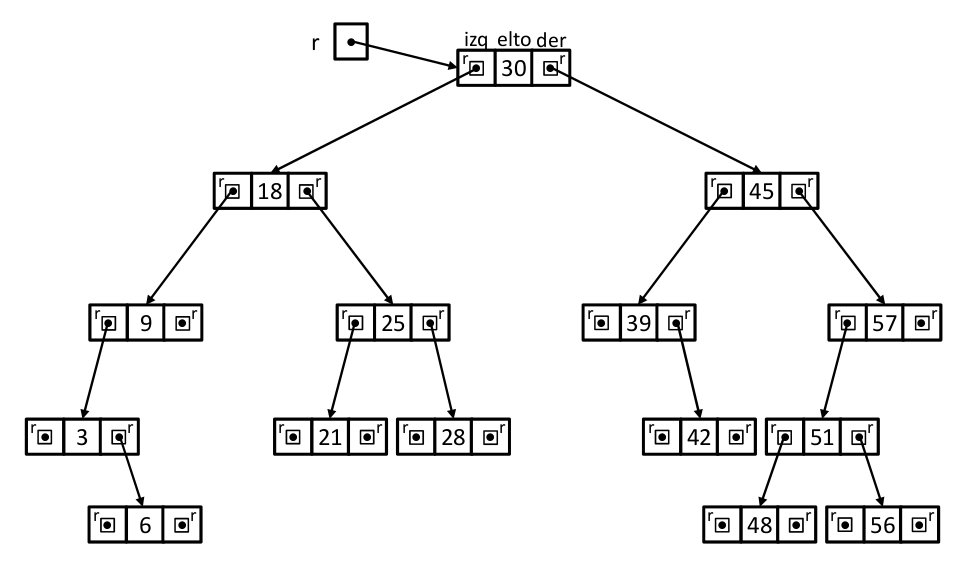 r
izq elto der
r 30 r
r 18 r
r 45 r
r 9 r
r 25 r
r 39 r
r 57 r
r 3 r
r 21 r
r 28 r
r 42 r
r 51 r
r 6 r
r 48 r
r 56 r